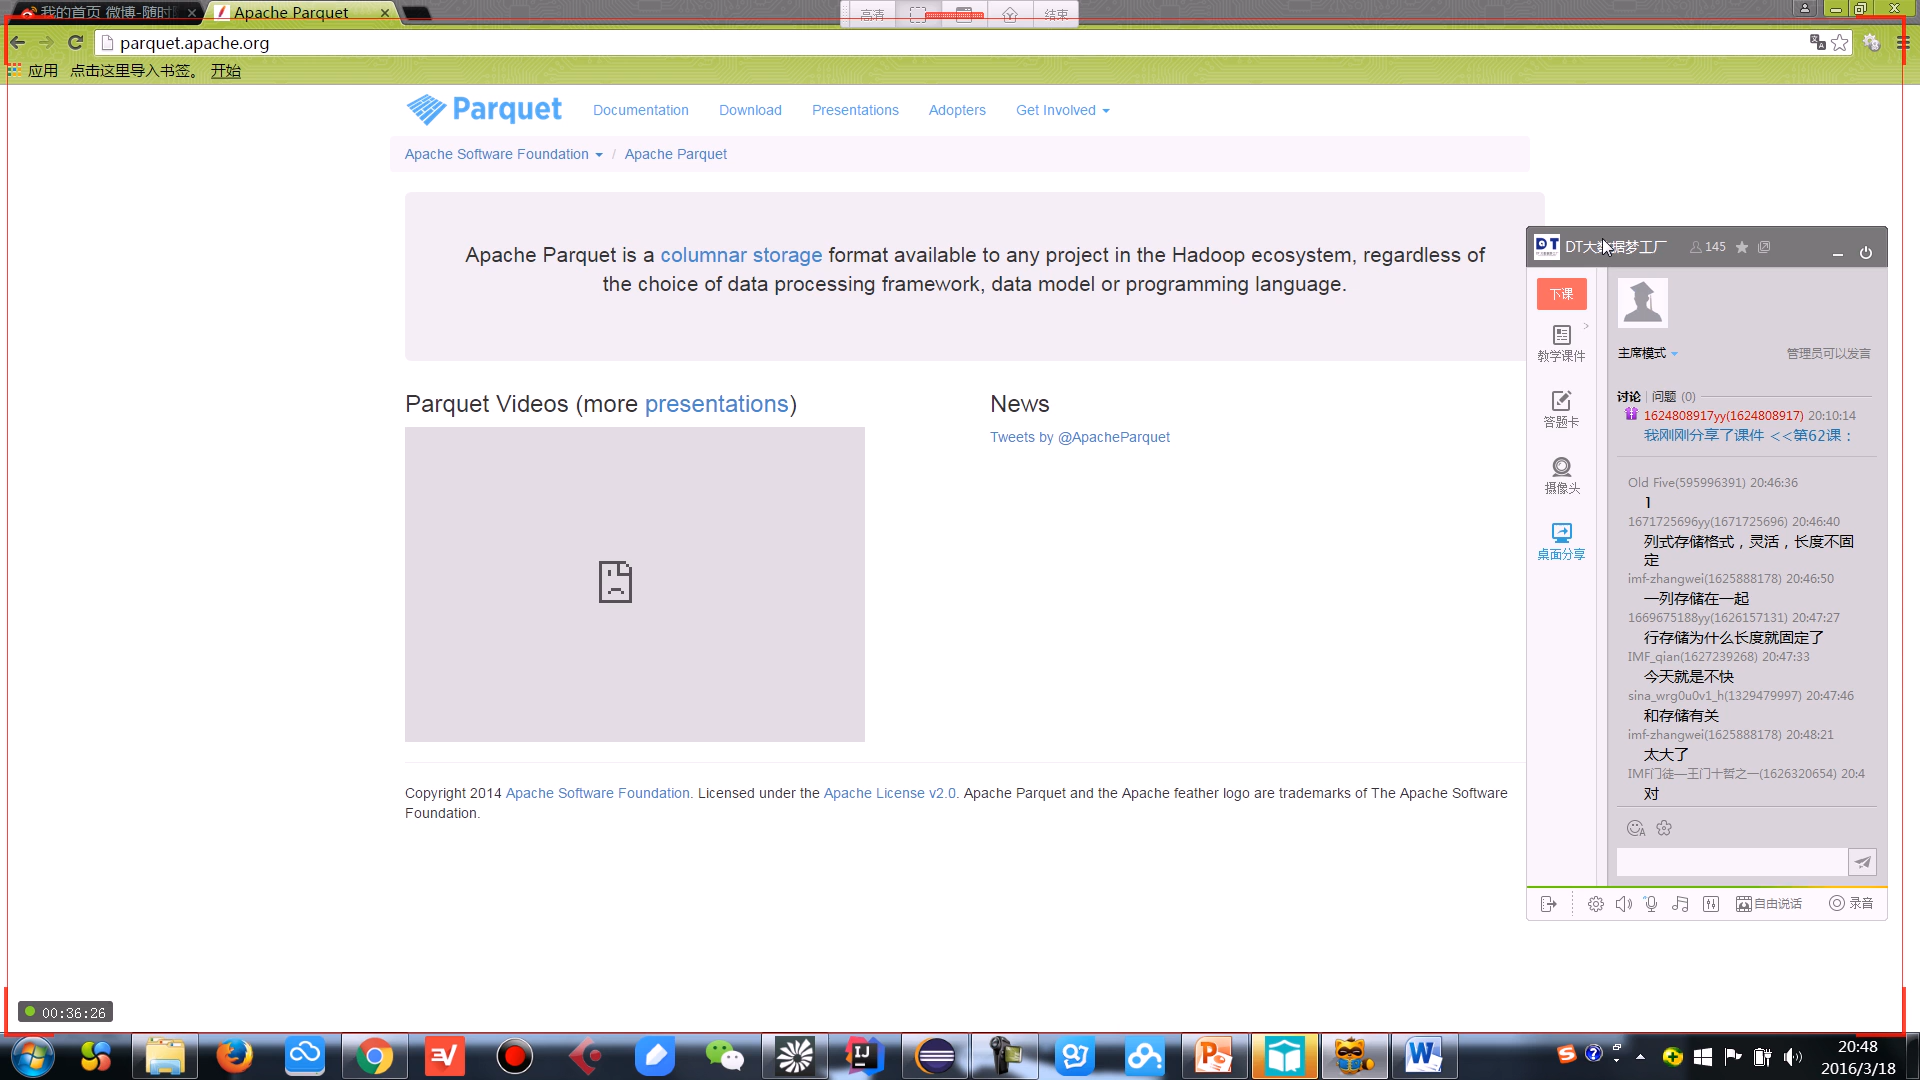 我的首页 微博-随时
Apache Parquet
高清
结束
parquet.apache.org
应用 点击这里导入书签。 开始
Parquet
Documentation Download Presentations Adopters Get Involved
Apache Software Foundation / Apache Parquet
Apache Parquet is a columnar storage format available to any project in the Hadoop ecosystem, regardless of
the choice of data processing framework, data model or programming language.
Parquet Videos (more presentations)
News
Tweets by @ApacheParquet
Copyright 2014 Apache Software Foundation. Licensed under the Apache License v2.0. Apache Parquet and the Apache feather logo are trademarks of The Apache Software
Foundation.
DT大数据梦工厂 145
下课
教学课件
答题卡
摄像头
桌面分享
主席模式 管理员可以发言
讨论 | 问题 (0)
1624808917yy(1624808917) 20:10:14
我刚刚分享了课件 <<第62课：
Old Five(595996391) 20:46:36
1
1671725696yy(1671725696) 20:46:40
列式存储格式，灵活，长度不固
定
imf-zhangwei(1625888178) 20:46:50
一列存储在一起
1669675188yy(1626157131) 20:47:27
行存储为什么长度就固定了
IMF_qian(1627239268) 20:47:33
今天就是不快
sina_wrg0u0v1_h(1329479997) 20:47:46
和存储有关
imf-zhangwei(1625888178) 20:48:21
太大了
IMF门徒—王门十哲之一(1626320654) 20:4
对
自由说话 录音
00:36:26
20:48
2016/3/18